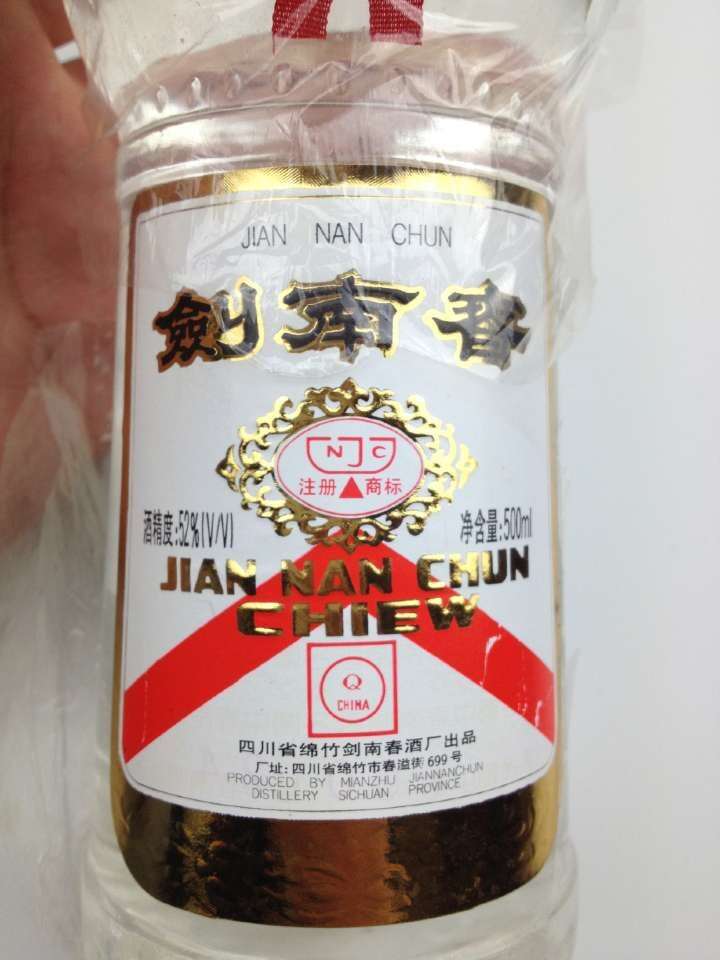 JIAN NAN CHUN
劍南春
NJC
注册 商标
酒精度:52%(V/V)
净含量:500ml
JIAN NAN CHUN
CHIEW
Q
CHINA
四川省绵竹剑南春酒厂出品
厂址:四川省绵竹市春溢街699号
PRODUCED BY MIANZHU JIANNANCHUN
DISTILLERY SICHUAN PROVINCE